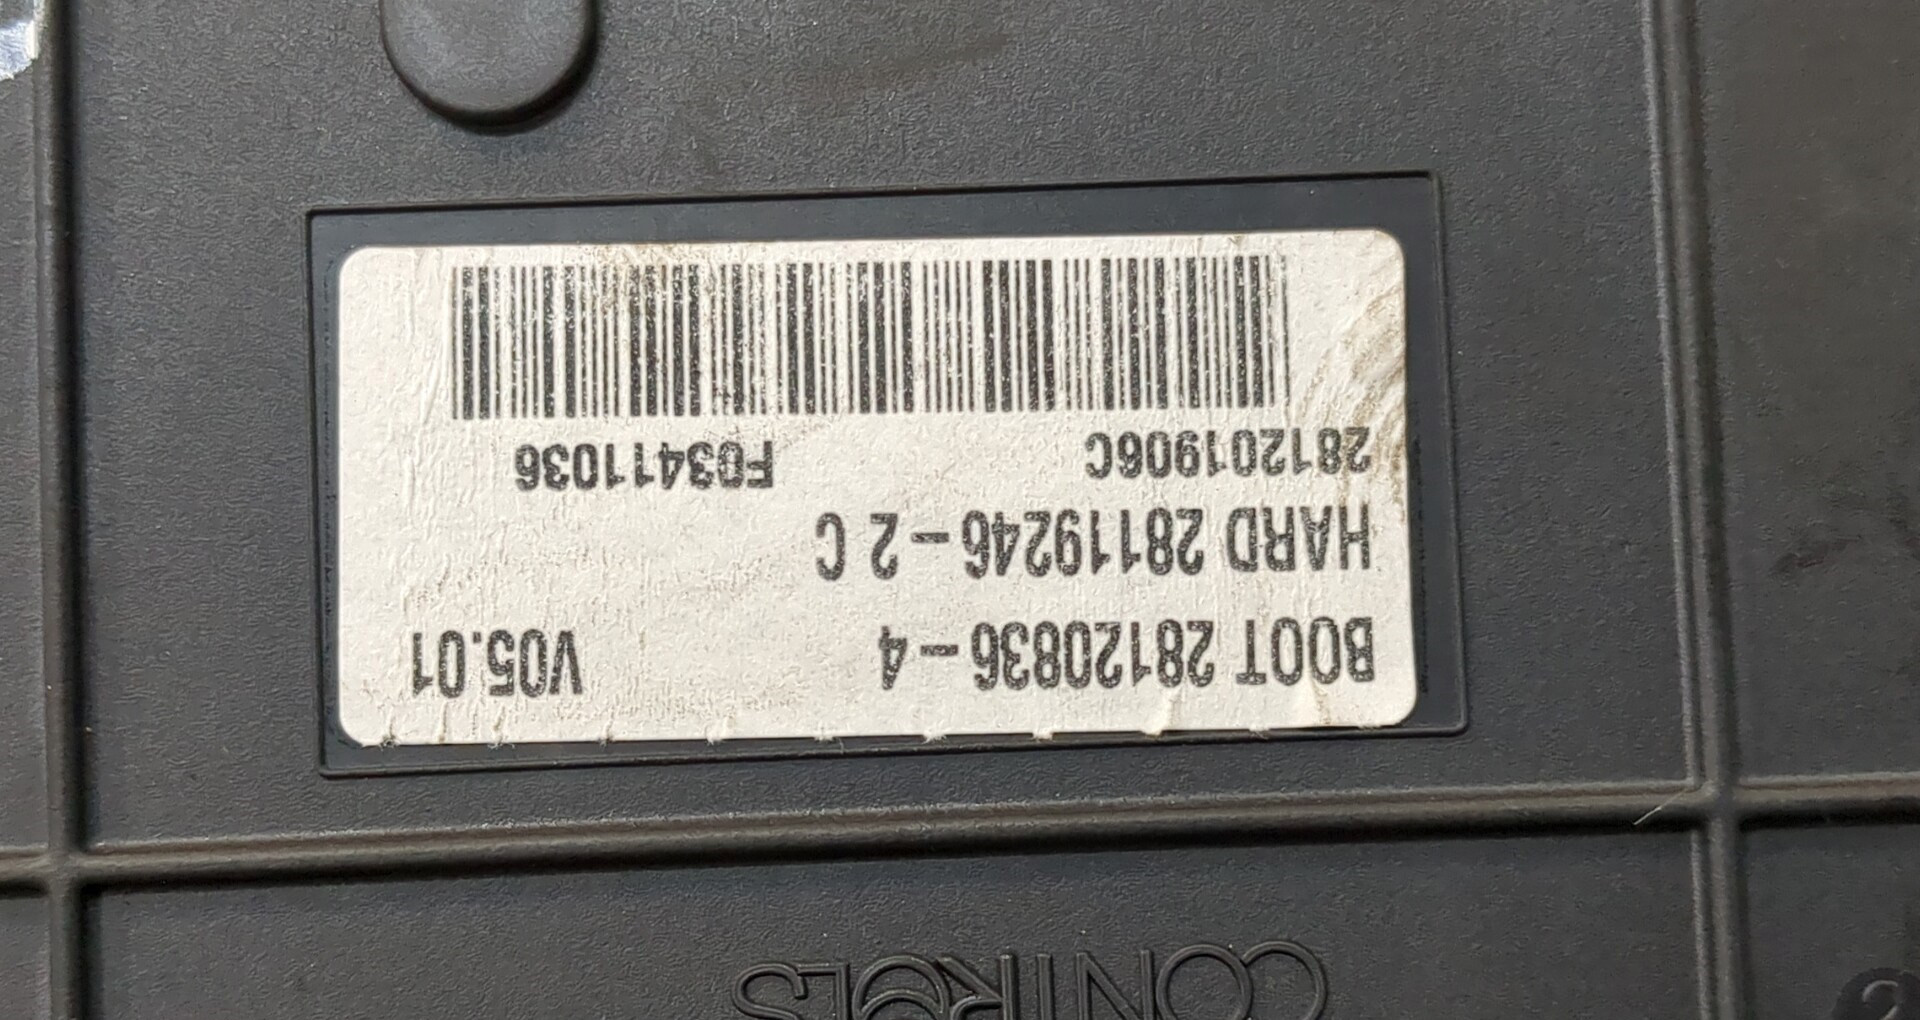 CONTROLS
BOOT 28120836-4 V05.01
HARD 28119246-2 C
281201906C F03411036